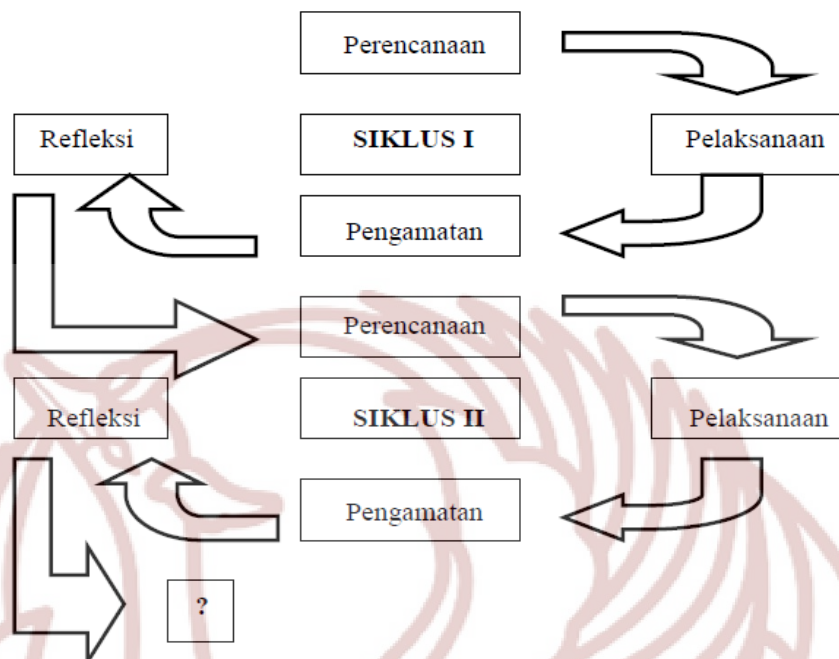 Perencanaan
Refleksi
SIKLUS I
Pelaksanaan
Pengamatan
Perencanaan
Refleksi
SIKLUS II
Pelaksanaan
Pengamatan
?